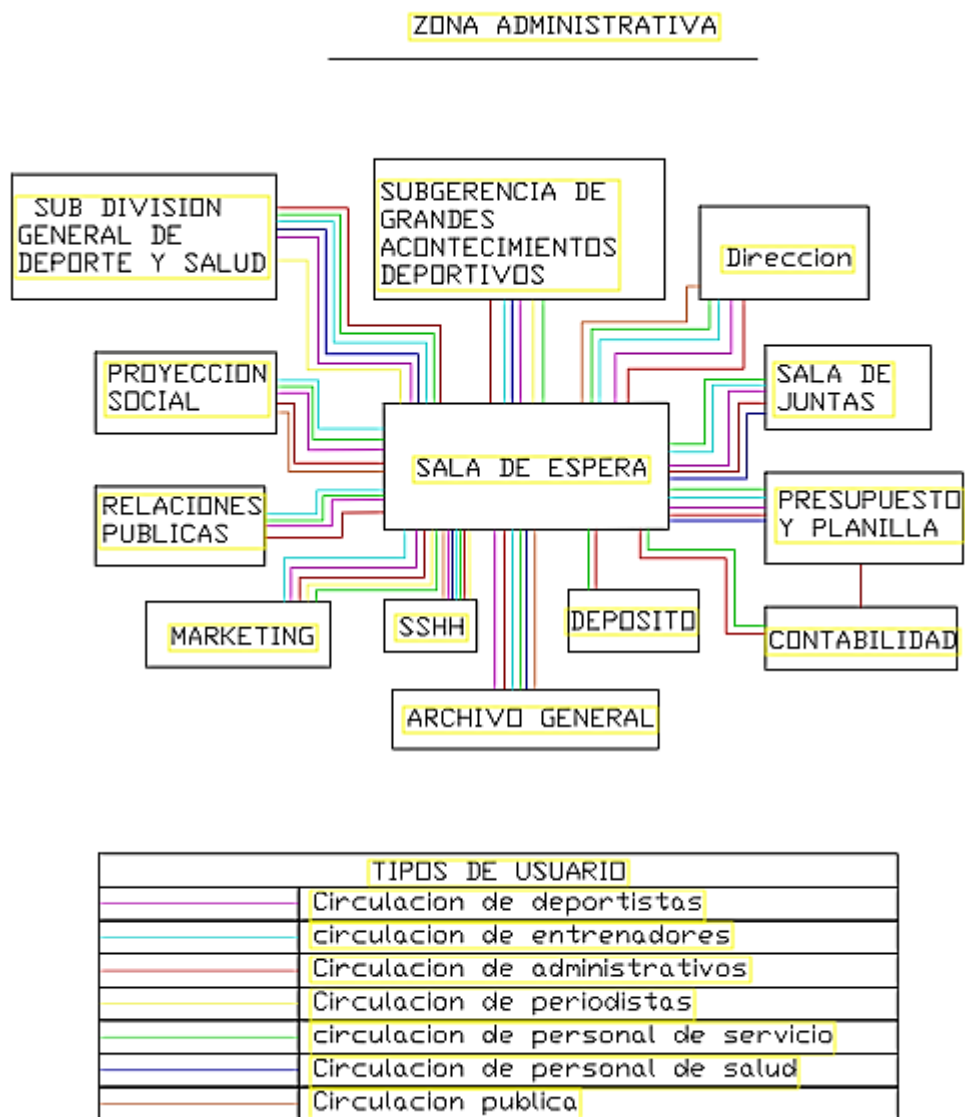 ZONA ADMINISTRATIVA
SUB DIVISION
GENERAL DE
DEPORTE Y SALUD
SUBGERENCIA DE
GRANDES
ACONTECIMIENTOS
DEPORTIVOS
Direccion
PROYECCION
SOCIAL
SALA DE
JUNTAS
SALA DE ESPERA
RELACIONES
PUBLICAS
PRESUPUESTO
Y PLANILLA
MARKETING
SSHH
DEPOSITO
CONTABILIDAD
ARCHIVO GENERAL
TIPOS DE USUARIO
Circulacion de deportistas
circulacion de entrenadores
Circulacion de administrativos
Circulacion de periodistas
circulacion de personal de servicio
Circulacion de personal de salud
Circulacion publica